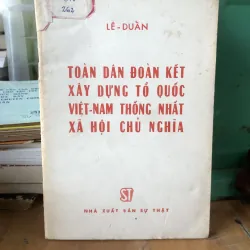 262
LÊ-DUẨN
TOÀN DÂN ĐOÀN KẾT
XÂY DỰNG TỔ QUỐC
VIỆT-NAM THỐNG NHẤT
XÃ HỘI CHỦ NGHĨA
ST
NHÀ XUẤT BẢN SỰ THẬT